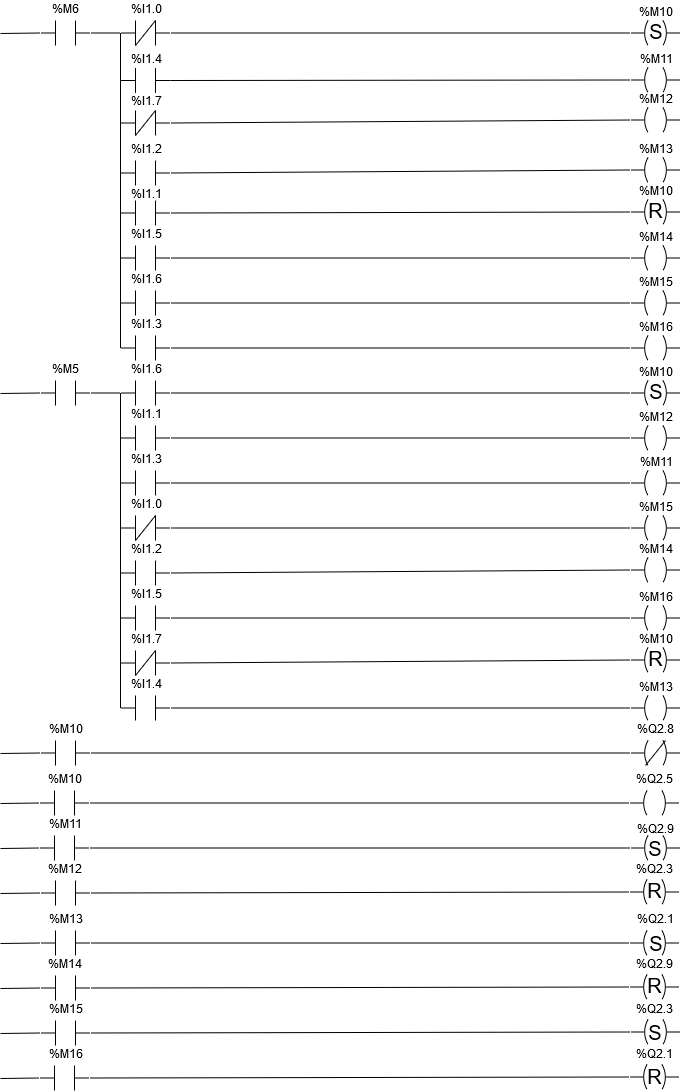 %M6 %I1.0 %M10
S
%I1.4 %M11
%I1.7 %M12
%I1.2 %M13
%I1.1 %M10
R
%I1.5 %M14
%I1.6 %M15
%I1.3 %M16
%M5 %I1.6 %M10
S
%I1.1 %M12
%I1.3 %M11
%I1.0 %M15
%I1.2 %M14
%I1.5 %M16
%I1.7 %M10
R
%I1.4 %M13
%M10 %Q2.8
%M10 %Q2.5
%M11 %Q2.9
S
%M12 %Q2.3
R
%M13 %Q2.1
S
%M14 %Q2.9
R
%M15 %Q2.3
S
%M16 %Q2.1
R